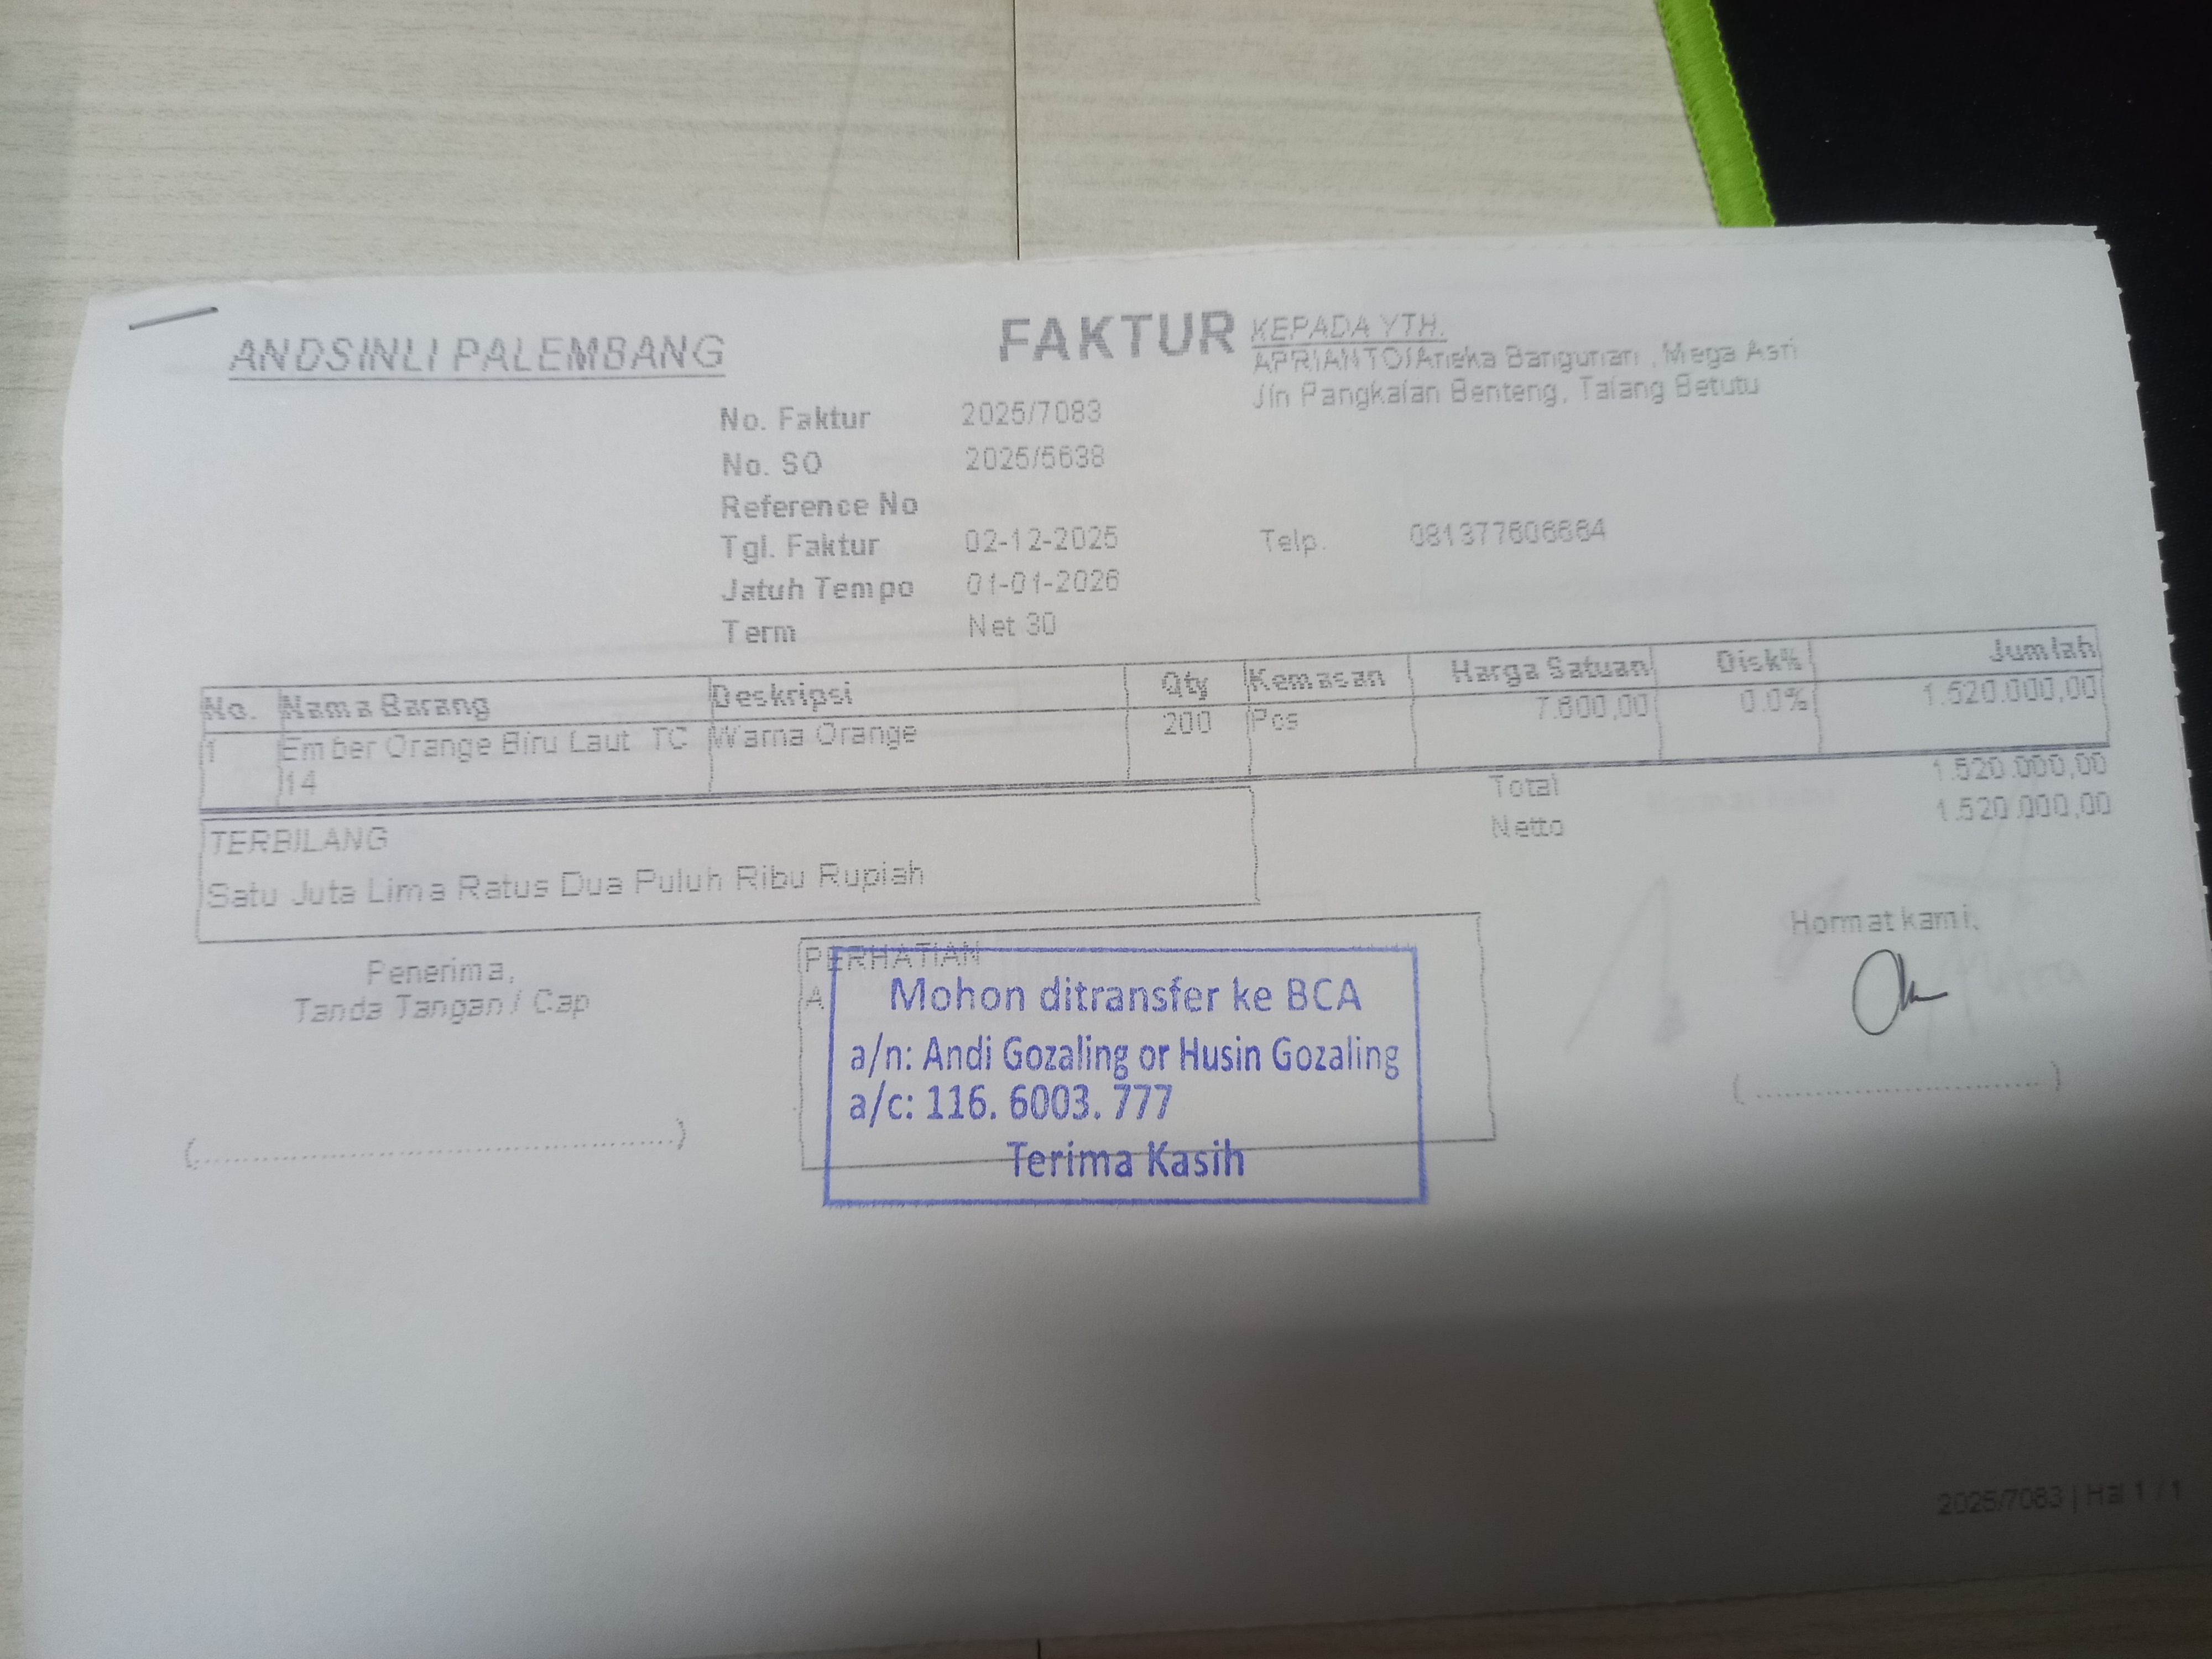 ANDSINLI PALEMBANG
FAKTUR
KEPADA YTH.
APRIANTO/Aneka Bangunan , Mega Asri
Jln Pangkalan Benteng, Talang Betutu
No. Faktur 2025/7083
No. SO 2025/5638
Reference No
Tgl. Faktur 02-12-2025
Telp.
Jatuh Tempo 01-01-2026
Term Net 30
No. Nama Barang Deskripsi Qty Kemasan Harga Satuan Disk% Jumlah
1 Ember Orange Biru Laut TC Warna Orange 200 Pcs 7.600,00 0.0% 1.520.000,00
14
Total 1.520.000,00
Netto 1.520.000,00
TERBILANG
Satu Juta Lima Ratus Dua Puluh Ribu Rupiah
Penerima,
Tanda Tangan / Cap
PERHATIAN
A
Mohon ditransfer ke BCA
a/n: Andi Gozaling or Husin Gozaling
a/c: 116. 6003. 777
Terima Kasih
Hormat kami,
(........................................)
(........................................)
2025/7083 | Hal 1 / 1